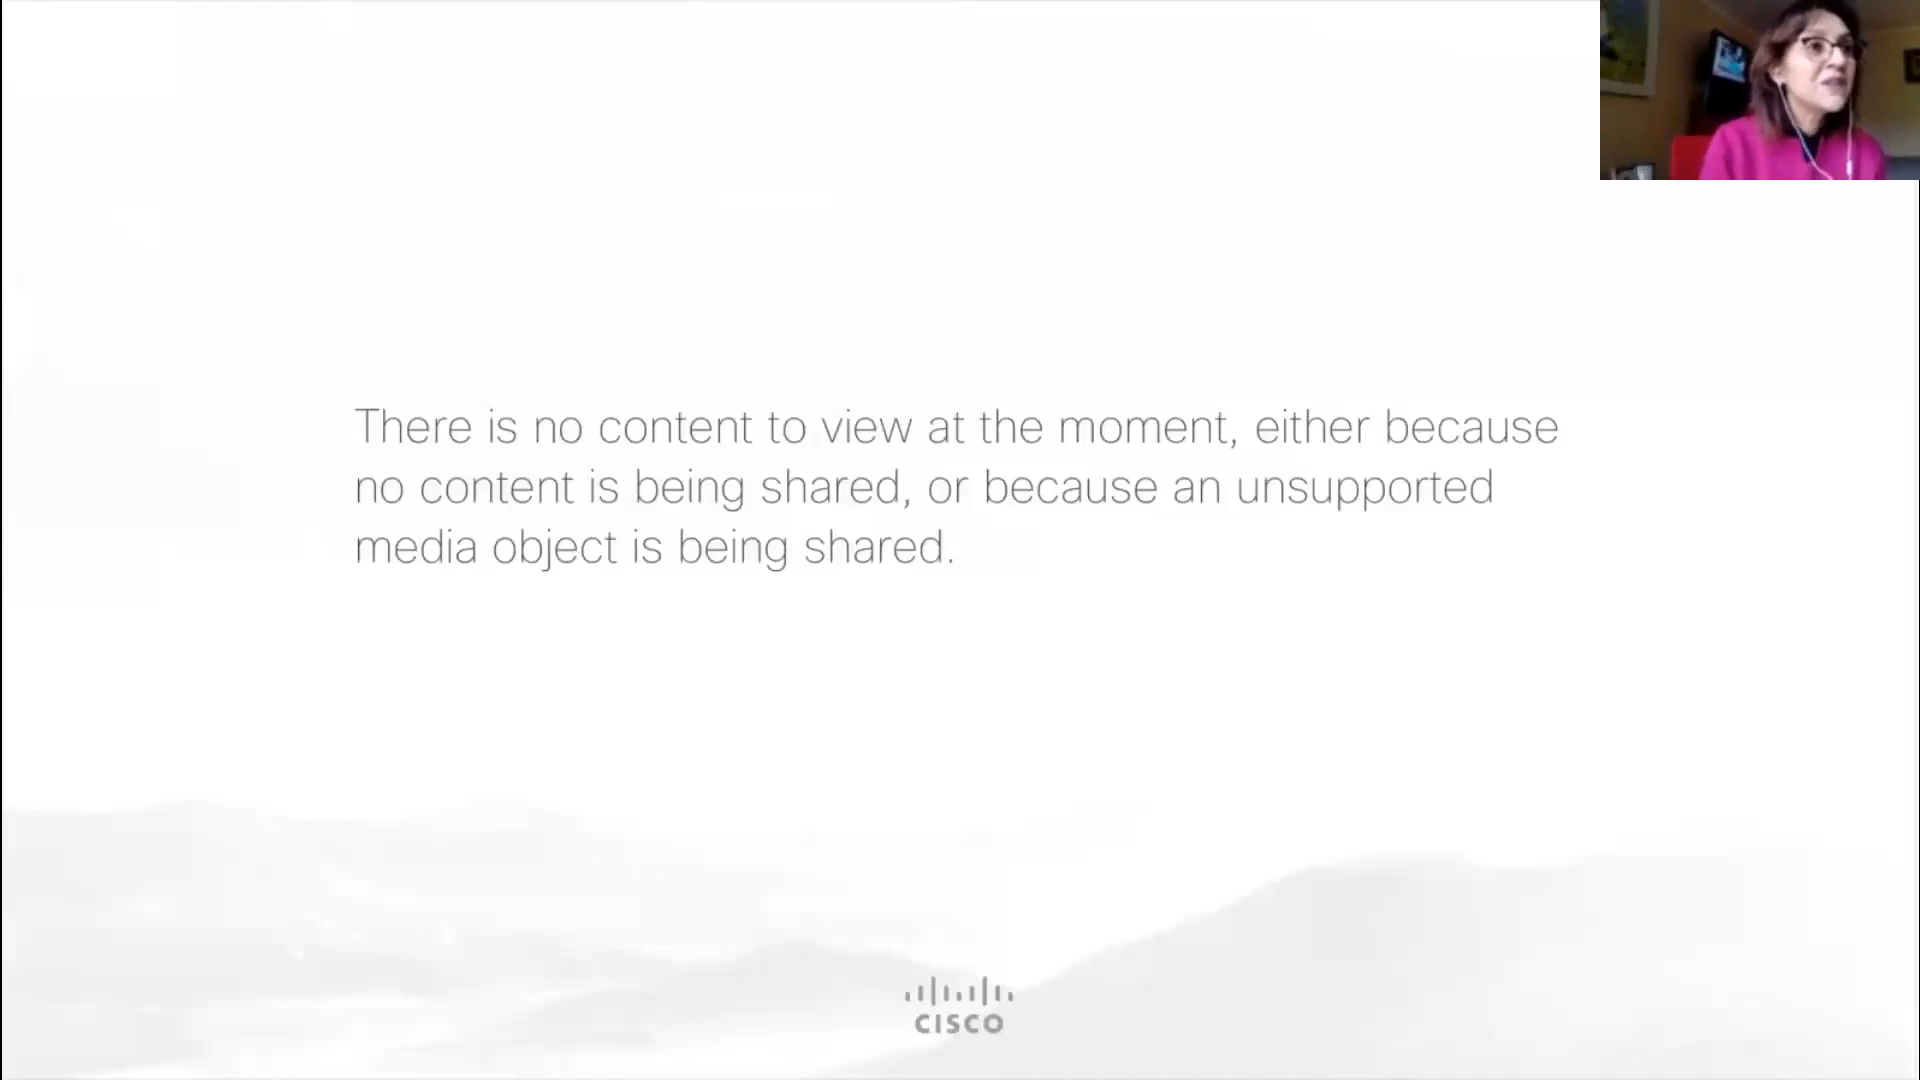 There is no content to view at the moment, either because
no content is being shared, or because an unsupported
media object is being shared.
CISCO